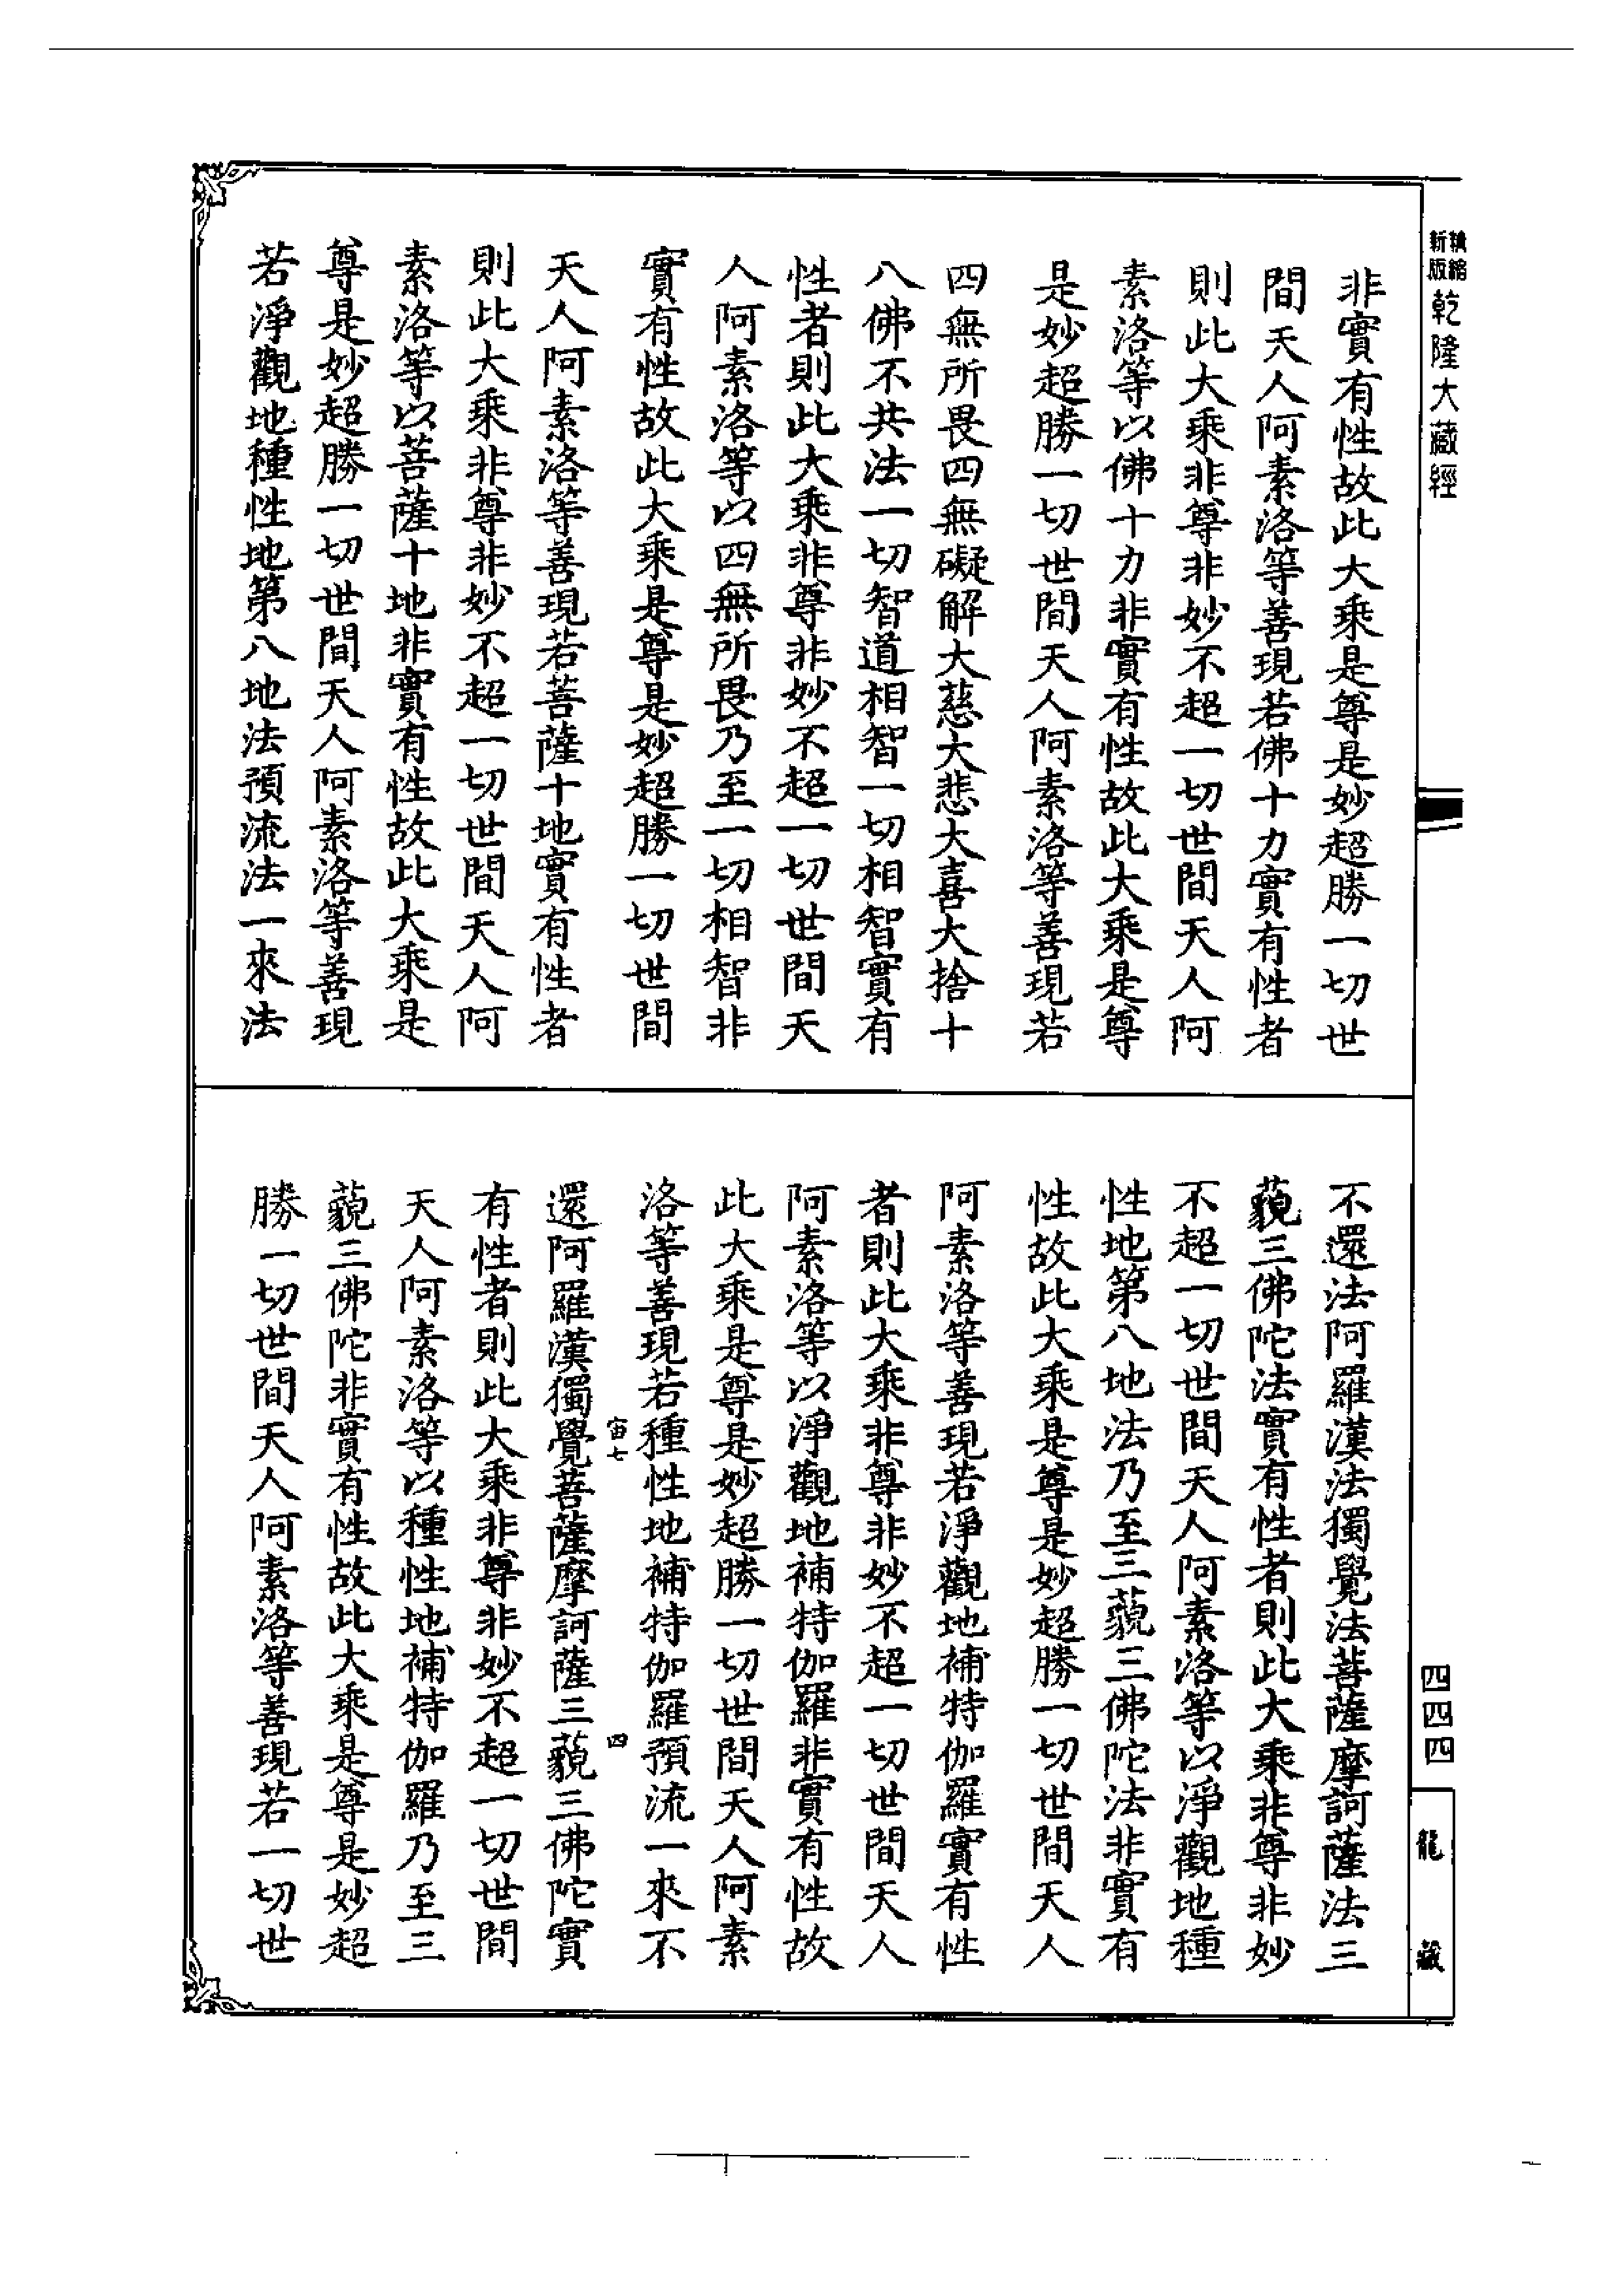 新版
精縮
乾隆大藏經
非實有性故此大乘是尊是妙超勝一切世
間天人阿素洛等善現若佛十力實有性者
則此大乘非尊非妙不超一切世間天人阿
素洛等以佛十力非實有性故此大乘是尊
是妙超勝一切世間天人阿素洛等善現若
四無所畏四無礙解大慈大悲大喜大捨十
八佛不共法一切智道相智一切相智實有
性者則此大乘非尊非妙不超一切世間天
人阿素洛等以四無所畏乃至一切相智非
實有性故此大乘是尊是妙超勝一切世間
天人阿素洛等善現若菩薩十地實有性者
則此大乘非尊非妙不超一切世間天人阿
素洛等以菩薩十地非實有性故此大乘是
尊是妙超勝一切世間天人阿素洛等善現
若淨觀地種性地第八地法預流法一來法
不還法阿羅漢法獨覺法菩薩摩訶薩法三
藐三佛陀法實有性者則此大乘非尊非妙
不超一切世間天人阿素洛等以淨觀地種
性地第八地法乃至三藐三佛陀法非實有
性故此大乘是尊是妙超勝一切世間天人
阿素洛等善現若淨觀地補特伽羅實有性
者則此大乘非尊非妙不超一切世間天人
阿素洛等以淨觀地補特伽羅非實有性故
此大乘是尊是妙超勝一切世間天人阿素
洛等善現若種性地補特伽羅預流一來不
宙七
四
還阿羅漢獨覺菩薩摩訶薩三藐三佛陀實
有性者則此大乘非尊非妙不超一切世間
天人阿素洛等以種性地補特伽羅乃至三
藐三佛陀非實有性故此大乘是尊是妙超
勝一切世間天人阿素洛等善現若一切世
四四四
龍藏